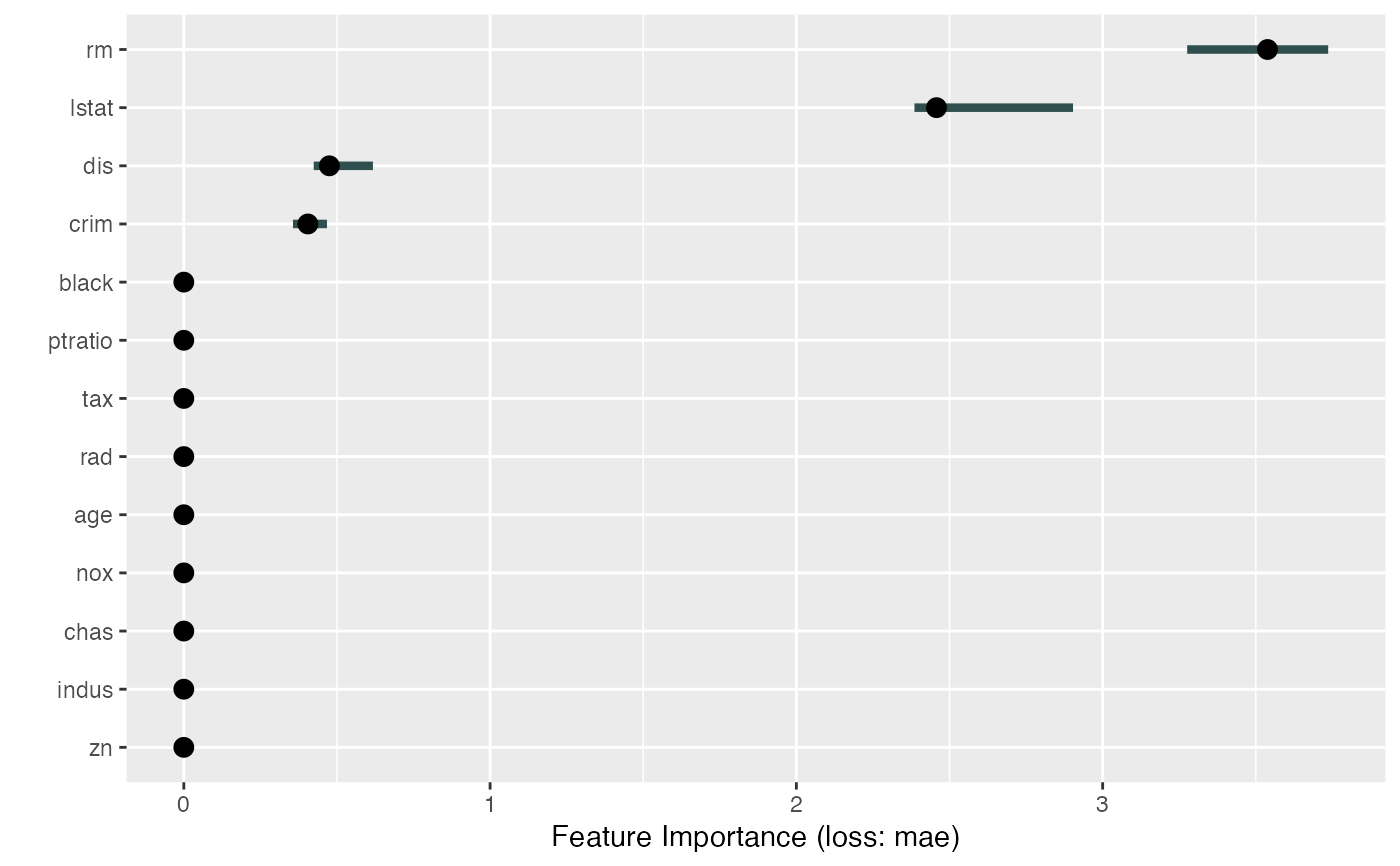 rm
lstat
dis
crim
black
ptratio
tax
rad
age
nox
chas
indus
zn
0 1 2 3
Feature Importance (loss: mae)